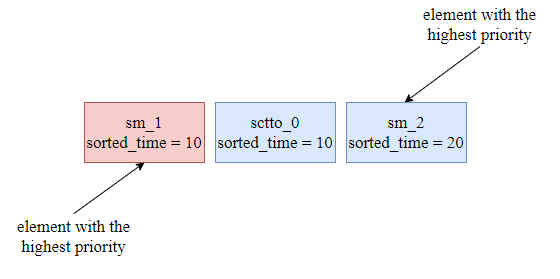 element with the
highest priority
sm_1
sorted_time = 10
sctto_0
sorted_time = 10
sm_2
sorted_time = 20
element with the
highest priority